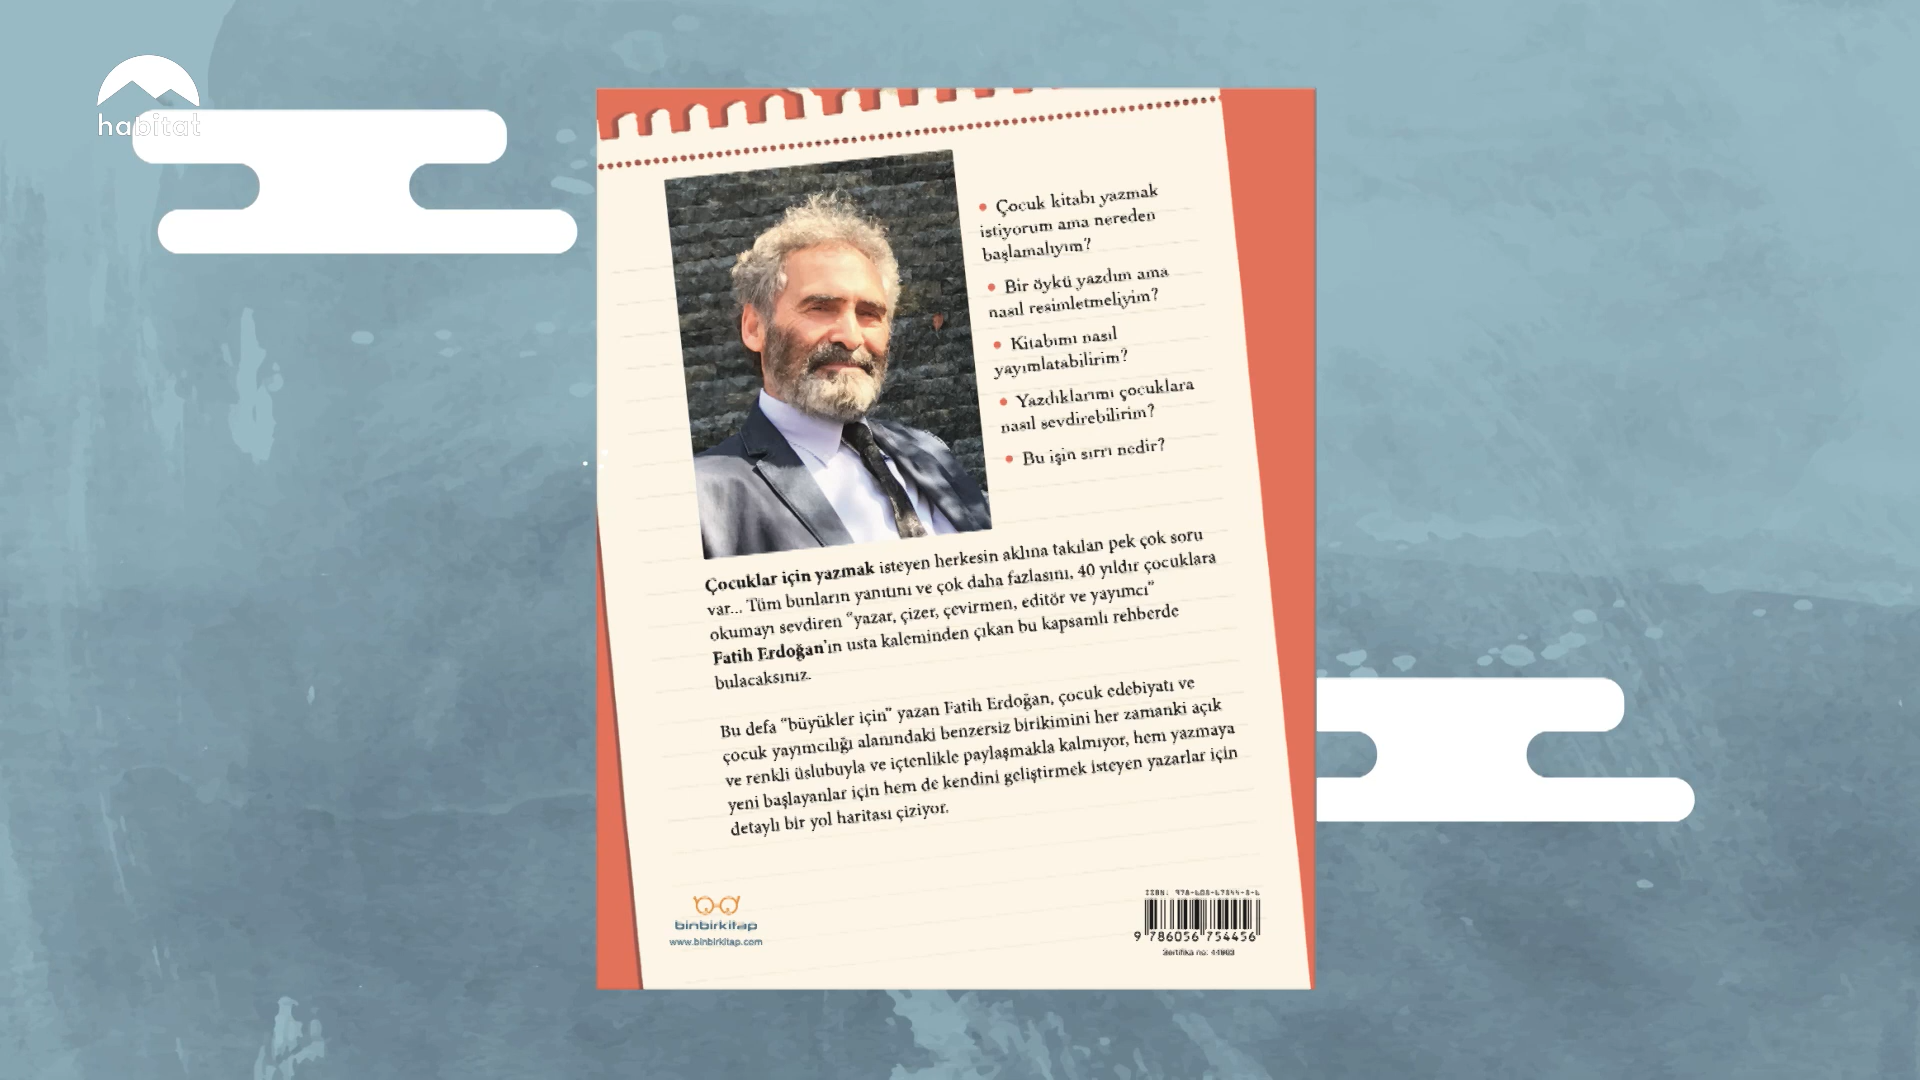 habitat
• Çocuk kitabı yazmak
istiyorum ama nereden
başlamalıyım?
• Bir öykü yazdım ama
nasıl resimletmeliyim?
• Kitabımı nasıl
yayımlatabilirim?
• Yazdıklarımı çocuklara
nasıl sevdirebilirim?
• Bu işin sırrı nedir?
Çocuklar için yazmak isteyen herkesin aklına takılan pek çok soru
var... Tüm bunların yanıtını ve çok daha fazlasını, 40 yıldır çocuklara
okumayı sevdiren “yazar, çizer, çevirmen, editör ve yayımcı”
Fatih Erdoğan'ın usta kaleminden çıkan bu kapsamlı rehberde
bulacaksınız.
Bu defa “büyükler için” yazan Fatih Erdoğan, çocuk edebiyatı ve
çocuk yayımcılığı alanındaki benzersiz birikimini her zamanki açık
ve renkli üslubuyla ve içtenlikle paylaşmakla kalmıyor, hem yazmaya
yeni başlayanlar için hem de kendini geliştirmek isteyen yazarlar için
detaylı bir yol haritası çiziyor.
binbirkitap
www.binbirkitap.com
ISBN:
9 786056 754456
Sertifika no: